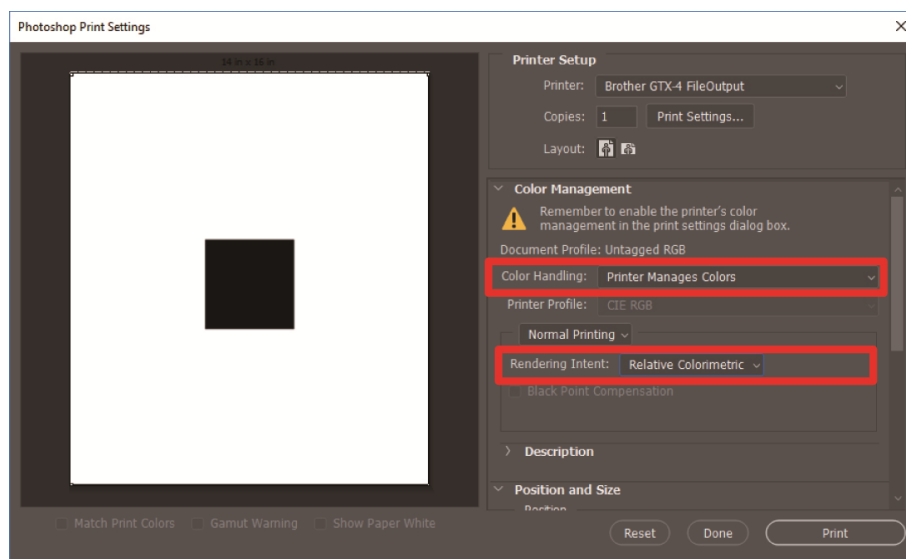 Photoshop Print Settings
14 in x 16 in
Printer Setup
Printer: Brother GTX-4 FileOutput
Copies: 1 Print Settings...
Layout:
Color Management
Remember to enable the printer's color
management in the print settings dialog box.
Document Profile: Untagged RGB
Color Handling: Printer Manages Colors
Printer Profile: CIE RGB
Normal Printing
Rendering Intent: Relative Colorimetric
Black Point Compensation
Description
Position and Size
Position
Match Print Colors Gamut Warning Show Paper White
Reset Done Print